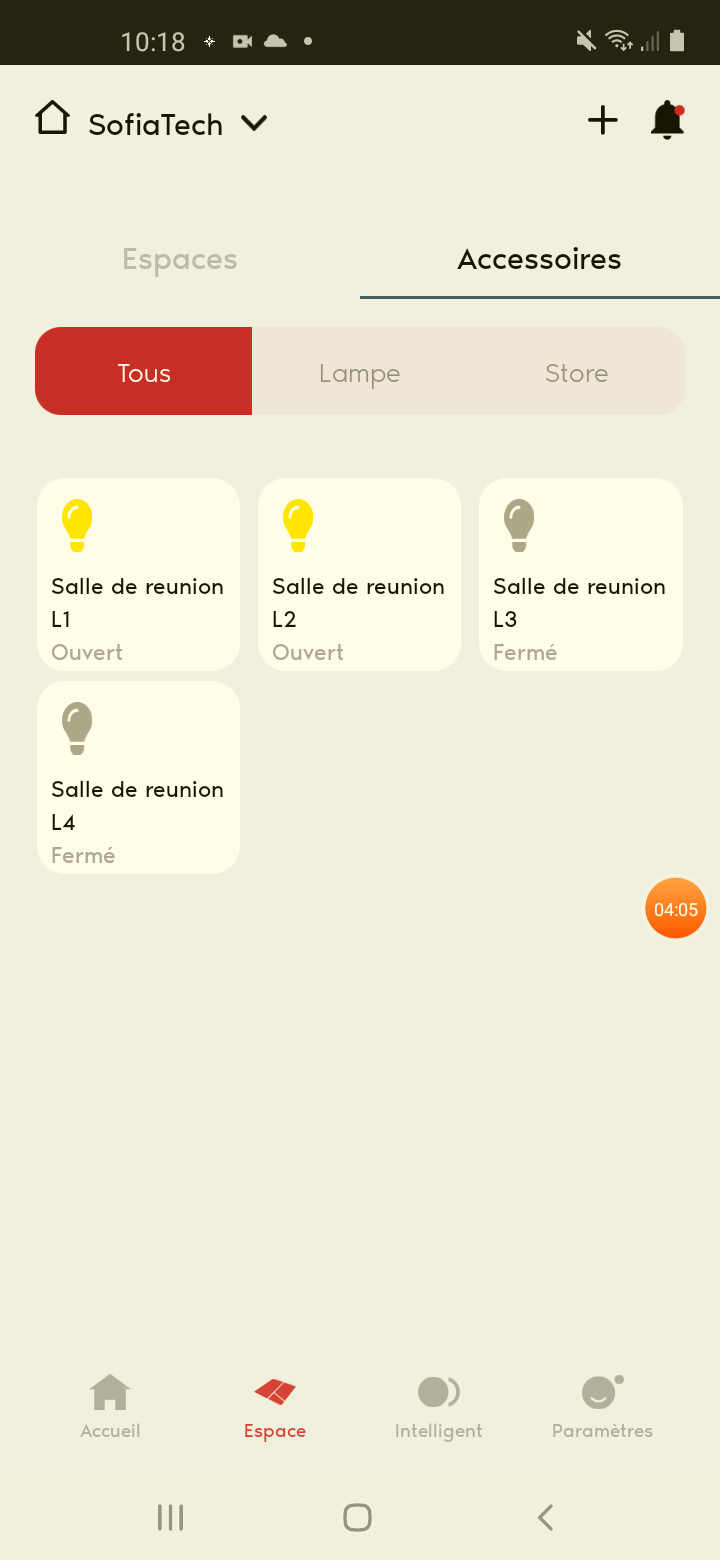 10:18
SofiaTech
Espaces Accessoires
Tous Lampe Store
Salle de reunion
L1
Ouvert
Salle de reunion
L2
Ouvert
Salle de reunion
L3
Fermé
Salle de reunion
L4
Fermé
04:05
Accueil Espace Intelligent Paramètres